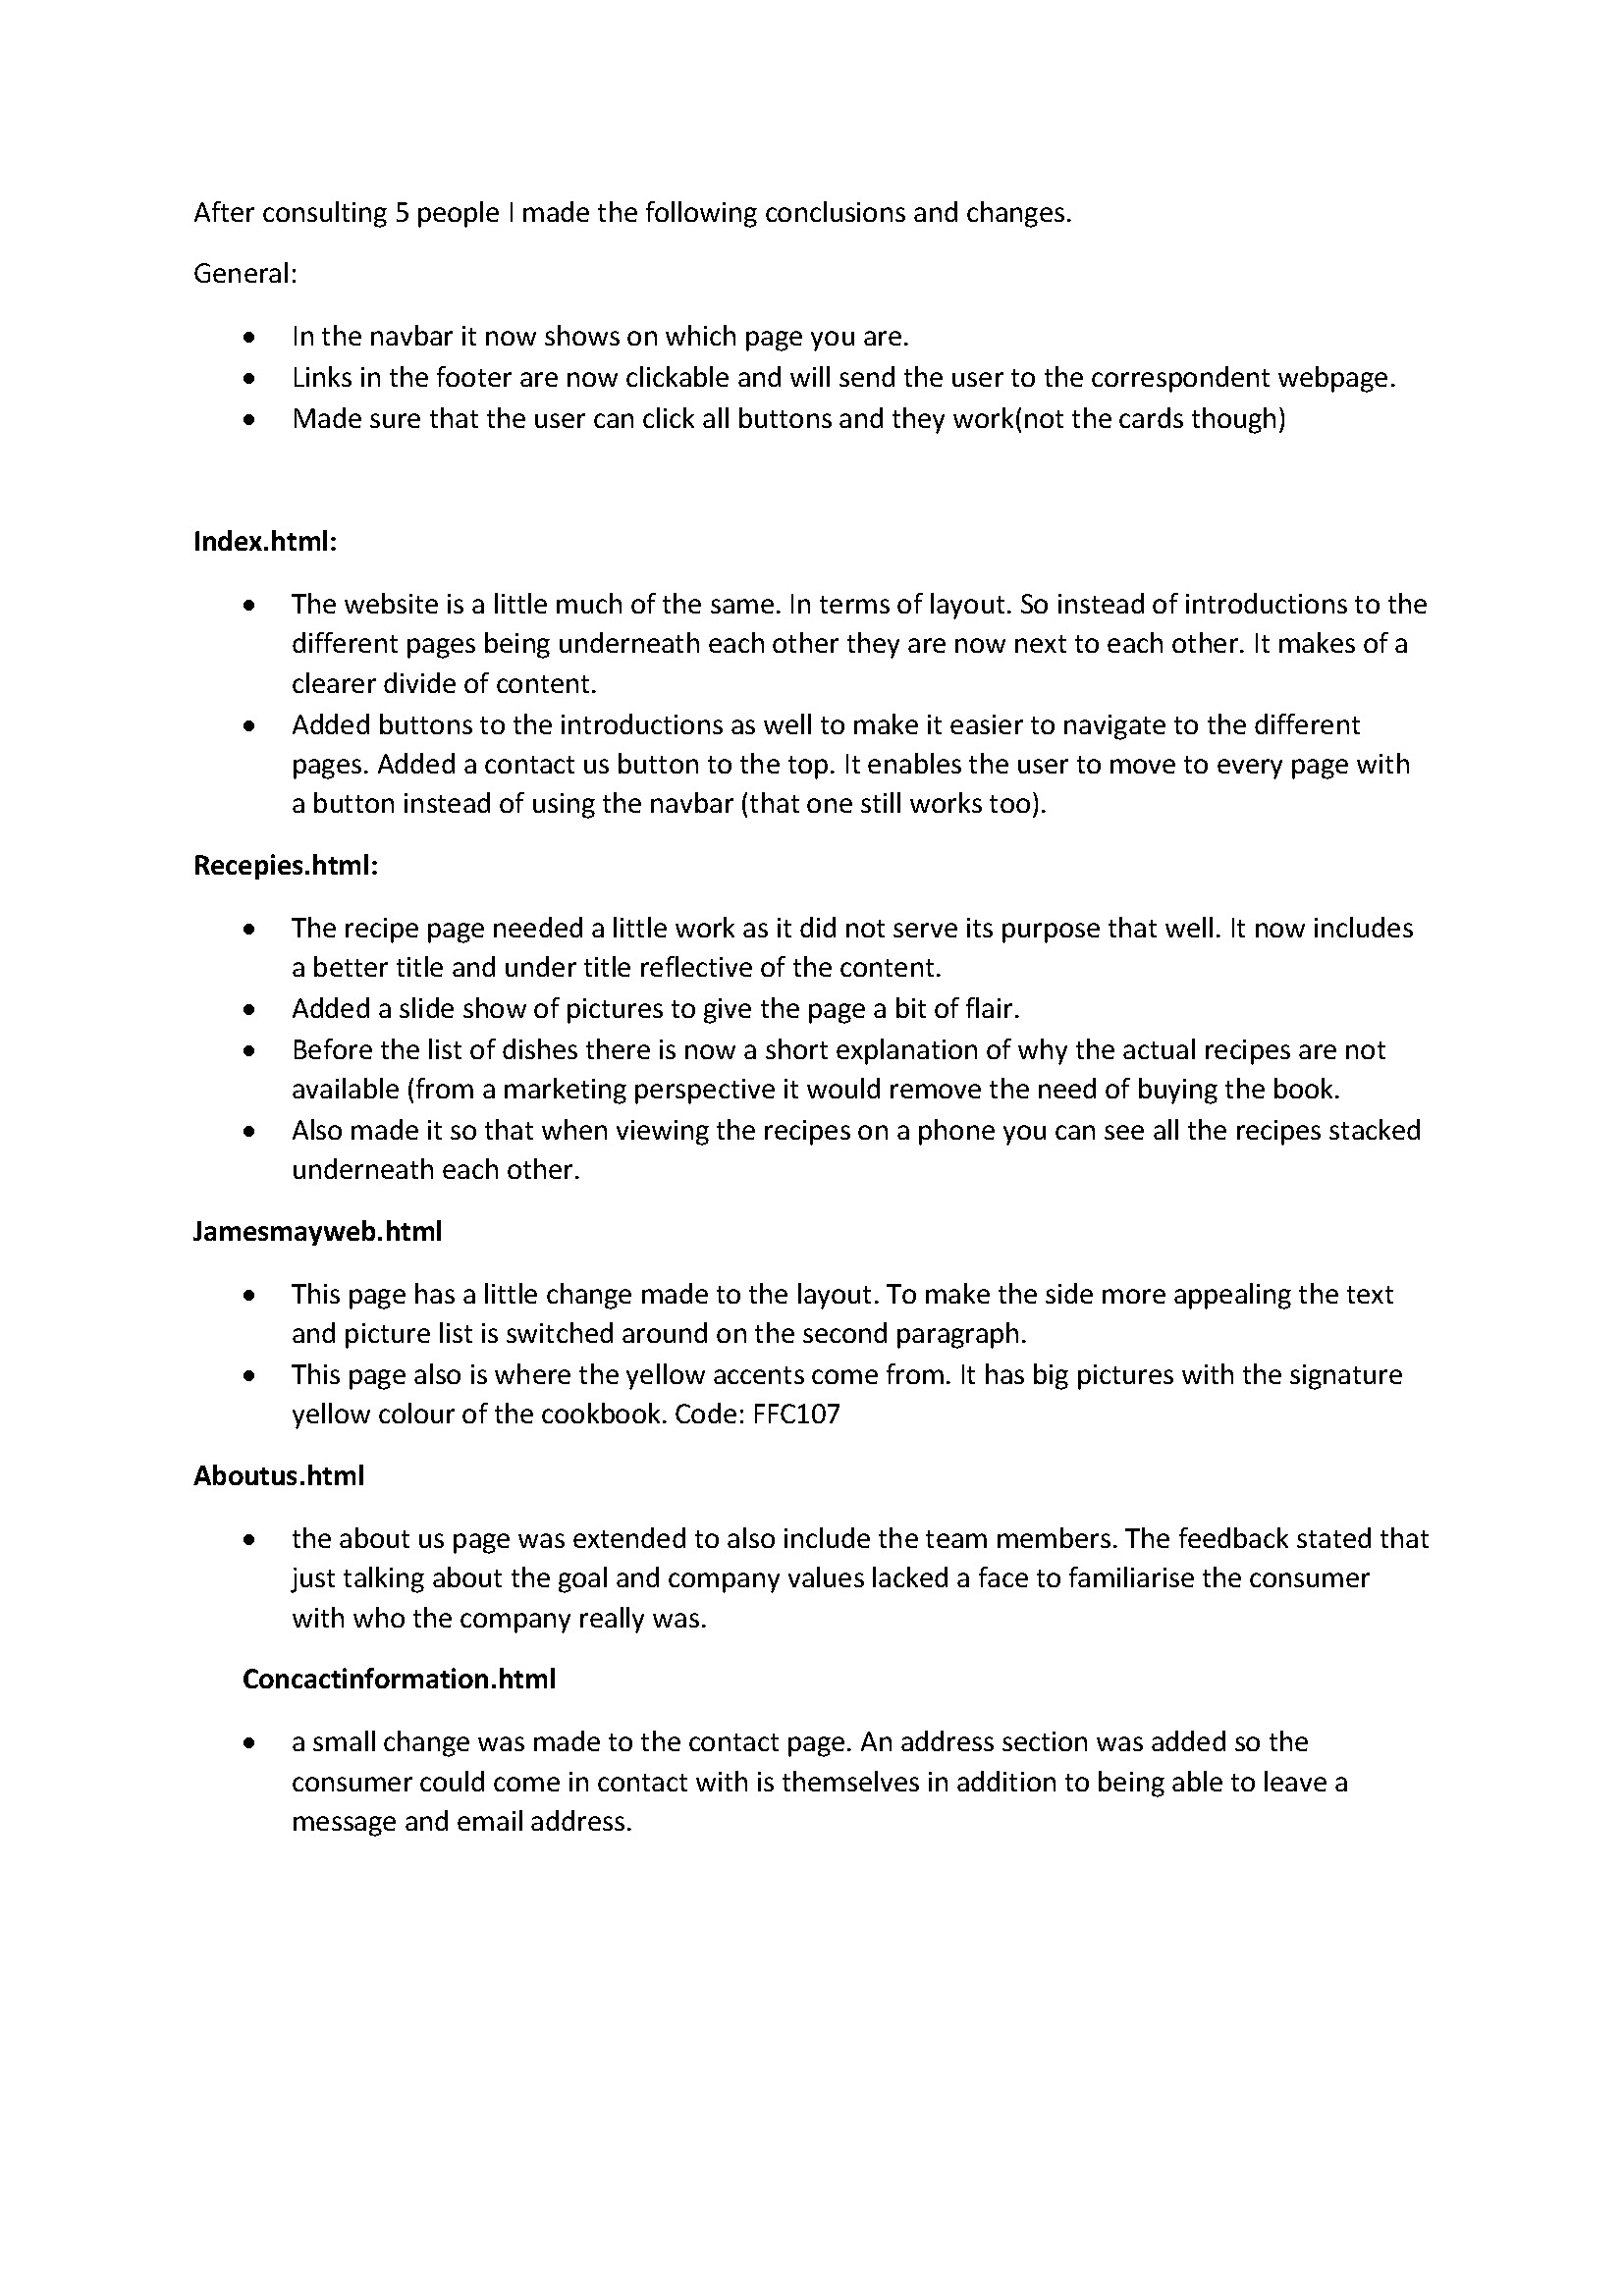 After consulting 5 people I made the following conclusions and changes.
General:
• In the navbar it now shows on which page you are.
• Links in the footer are now clickable and will send the user to the correspondent webpage.
• Made sure that the user can click all buttons and they work(not the cards though)
Index.html:
• The website is a little much of the same. In terms of layout. So instead of introductions to the
different pages being underneath each other they are now next to each other. It makes of a
clearer divide of content.
• Added buttons to the introductions as well to make it easier to navigate to the different
pages. Added a contact us button to the top. It enables the user to move to every page with
a button instead of using the navbar (that one still works too).
Recepies.html:
• The recipe page needed a little work as it did not serve its purpose that well. It now includes
a better title and under title reflective of the content.
• Added a slide show of pictures to give the page a bit of flair.
• Before the list of dishes there is now a short explanation of why the actual recipes are not
available (from a marketing perspective it would remove the need of buying the book.
• Also made it so that when viewing the recipes on a phone you can see all the recipes stacked
underneath each other.
Jamesmayweb.html
• This page has a little change made to the layout. To make the side more appealing the text
and picture list is switched around on the second paragraph.
• This page also is where the yellow accents come from. It has big pictures with the signature
yellow colour of the cookbook. Code: FFC107
Aboutus.html
• the about us page was extended to also include the team members. The feedback stated that
just talking about the goal and company values lacked a face to familiarise the consumer
with who the company really was.
Concactinformation.html
• a small change was made to the contact page. An address section was added so the
consumer could come in contact with is themselves in addition to being able to leave a
message and email address.